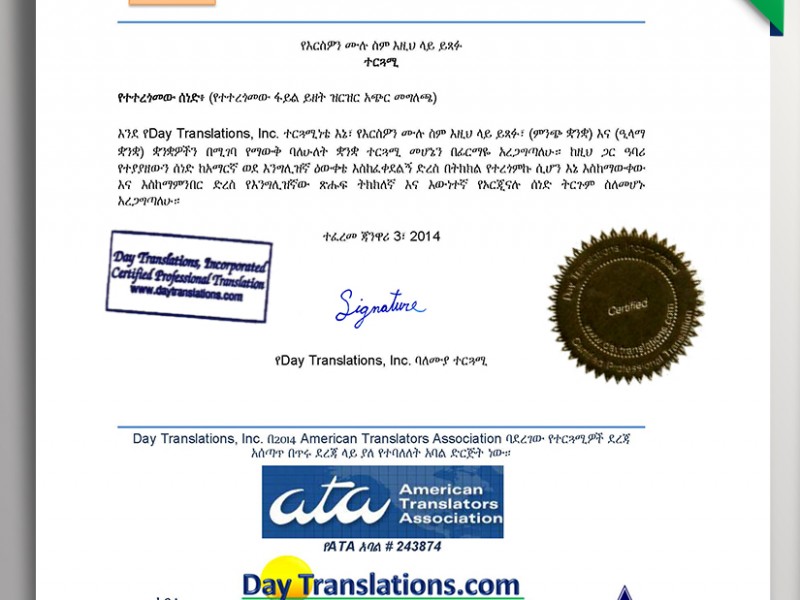 የእርስዎን ሙሉ ስም እዚህ ላይ ይጻፉ
ተርጓሚ
የተተረጎመው ሰነድ፥ (የተተረጎመው ፋይል ይዘት ዝርዝር አጭር መግለጫ)
እንደ የDay Translations, Inc. ተርጓሚነቴ እኔ፣ የእርስዎን ሙሉ ስም እዚህ ላይ ይጻፉ፣ (ምንጭ ቋንቋ) እና (ዒላማ
ቋንቋ) ቋንቋዎችን በሚገባ የማውቅ ባለሁለት ቋንቋ ተርጓሚ መሆኔን በፊርማዬ አረጋግጣለሁ። ከዚህ ጋር ዓባሪ
የተያያዘውን ሰነድ ከአማርኛ ወደ እንግሊዝኛ ዕውቀቴ እስከፈቀደልኝ ድረስ በትክክል የተረጎምኩ ሲሆን እኔ እስከማውቀው
እና እስከማምንበር ድረስ የእንግሊዝኛው ጽሑፍ ትክክለኛ እና እውነተኛ የኦርጂናሉ ሰነድ ትርጉም ስለመሆኑ
አረጋግጣለሁ።
ተፈረመ ጃንዋሪ 3፣ 2014
Day Translations, Incorporated
Certified Professional Translation
www.daytranslations.com
Signature
Day Translations, Incorporated
Certified
www.daytranslations.com
Certified Professional Translation
የDay Translations, Inc. ባለሙያ ተርጓሚ
Day Translations, Inc. በ2014 American Translators Association ባደረገው የተርጓሚዎች ደረጃ
አሰጣጥ በጥሩ ደረጃ ላይ ያለ የተባለለት አባል ድርጅት ነው።
ata American
Translators
Association
የATA አባል # 243874
Day Translations.com